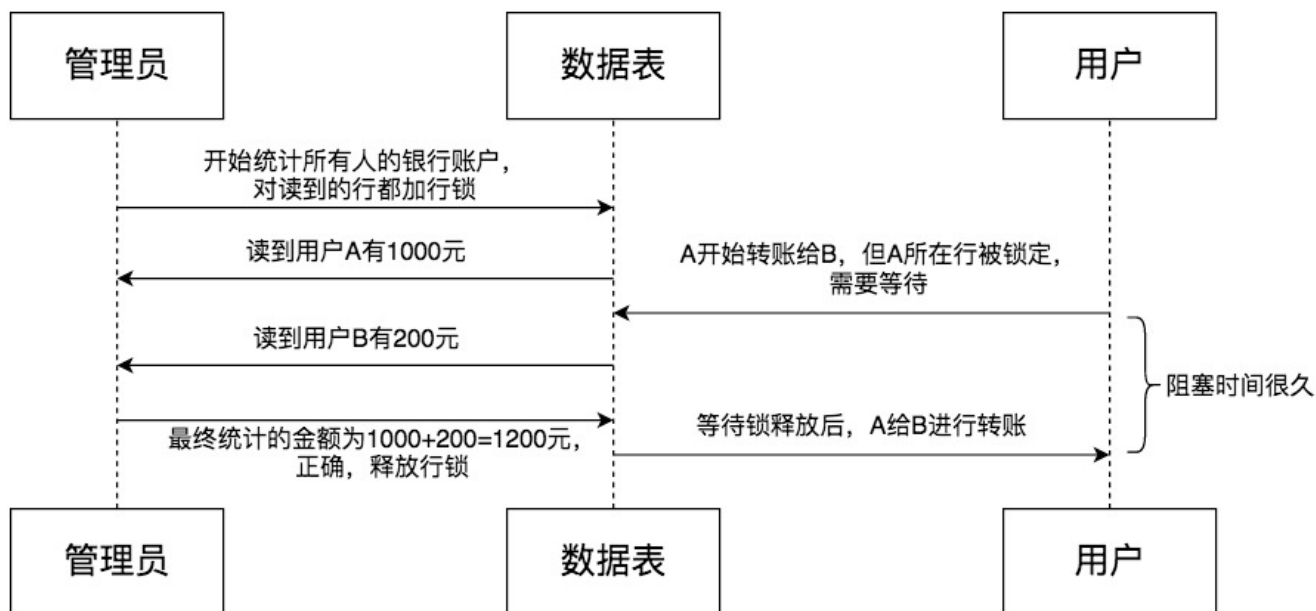 管理员
数据表
用户
开始统计所有人的银行账户，
对读到的行都加行锁
读到用户A有1000元
A开始转账给B，但A所在行被锁定，
需要等待
读到用户B有200元
阻塞时间很久
最终统计的金额为1000+200=1200元，
正确，释放行锁
等待锁释放后，A给B进行转账
管理员
数据表
用户